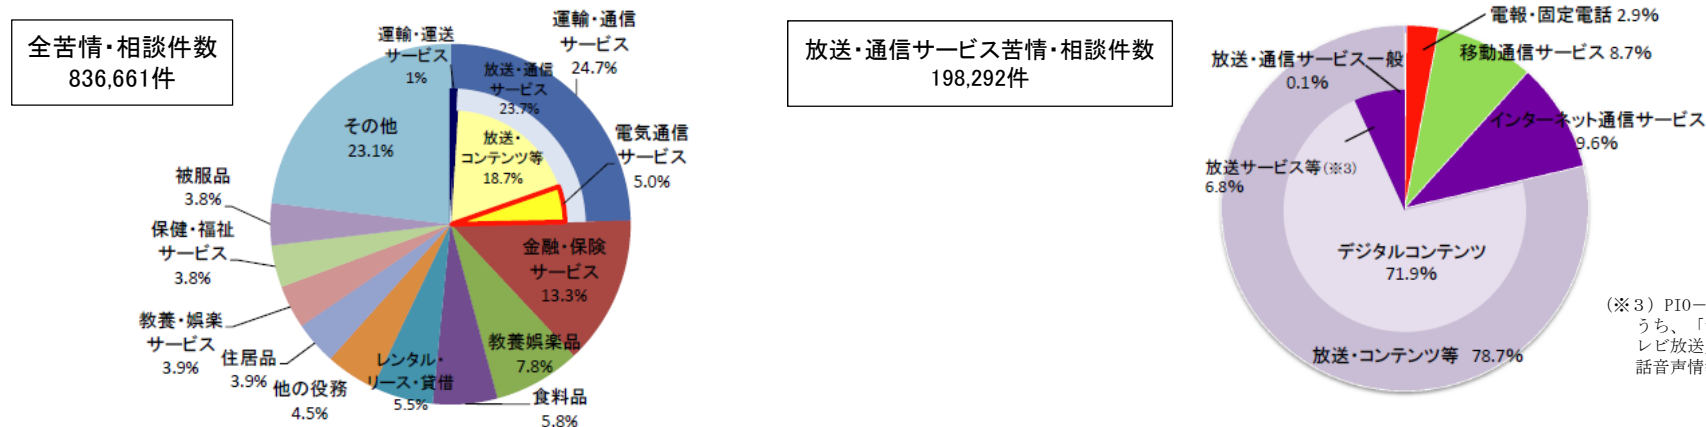 全苦情・相談件数
836,661件
運輸・運送
サービス
1%
運輸・通信
サービス
24.7%
放送・通信
サービス
23.7%
放送・
コンテンツ等
18.7%
電気通信
サービス
5.0%
その他
23.1%
被服品
3.8%
保健・福祉
サービス
3.8%
教養・娯楽
サービス
3.9%
住居品
3.9%
他の役務
4.5%
レンタル・
リース・貸借
5.5%
食料品
5.8%
教養娯楽品
7.8%
金融・保険
サービス
13.3%
放送・通信サービス苦情・相談件数
198,292件
電報・固定電話 2.9%
移動通信サービス 8.7%
インターネット通信サービス
9.6%
放送・通信サービス一般
0.1%
放送サービス等(※3)
6.8%
デジタルコンテンツ
71.9%
放送・コンテンツ等 78.7%
(※3) PIO－
うち、「
レビ放送
話音声情